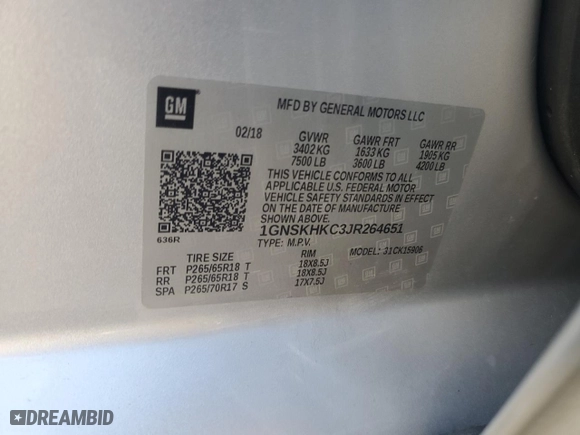 GM
MFD BY GENERAL MOTORS LLC
02/18 GVWR GAWR FRT GAWR RR
3402 KG 1633 KG 1905 KG
7500 LB 3600 LB 4200 LB
THIS VEHICLE CONFORMS TO ALL
APPLICABLE U.S. FEDERAL MOTOR
VEHICLE SAFETY STANDARDS IN EFFECT
ON THE DATE OF MANUFACTURE
SHOWN ABOVE.
1GNSKHKC3JR264651
636R
TYPE: M.P.V. MODEL: 31CK15906
TIRE SIZE RIM
FRT P265/65R18 T 18X8.5J
RR P265/65R18 T 18X8.5J
SPA P265/70R17 S 17X7.5J
DREAMBID